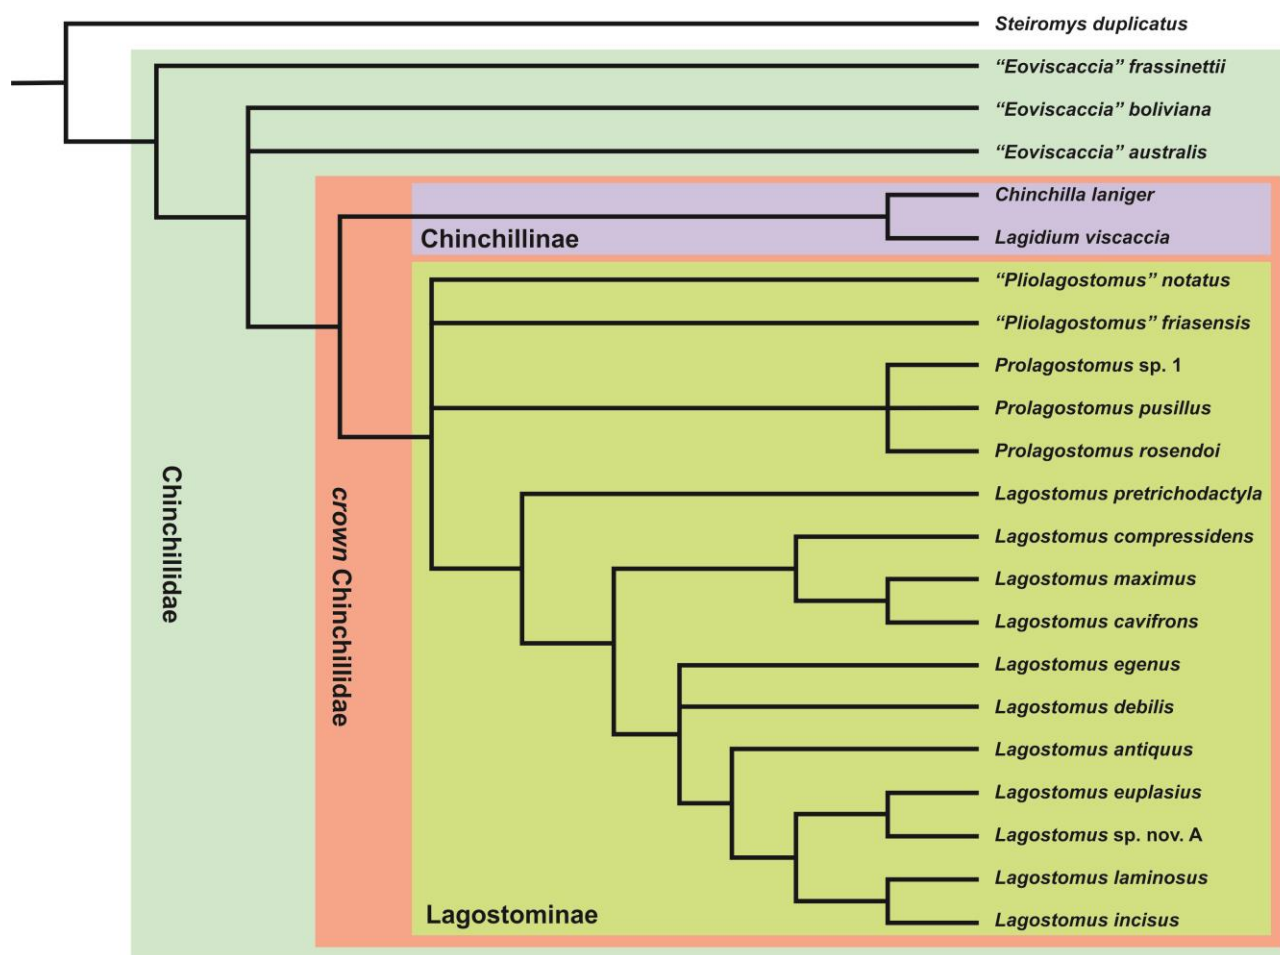 Steiromys duplicatus
“Eoviscaccia” frassinettii
“Eoviscaccia” boliviana
“Eoviscaccia” australis
Chinchilla laniger
Lagidium viscaccia
Chinchillinae
“Pliolagostomus” notatus
“Pliolagostomus” friasensis
Prolagostomus sp. 1
Prolagostomus pusillus
Prolagostomus rosendoi
Lagostomus pretrichodactyla
Lagostomus compressidens
Lagostomus maximus
Lagostomus cavifrons
Lagostomus egenus
Lagostomus debilis
Lagostomus antiquus
Lagostomus euplasius
Lagostomus sp. nov. A
Lagostomus laminosus
Lagostomus incisus
Lagostominae
crown Chinchillidae
Chinchillidae